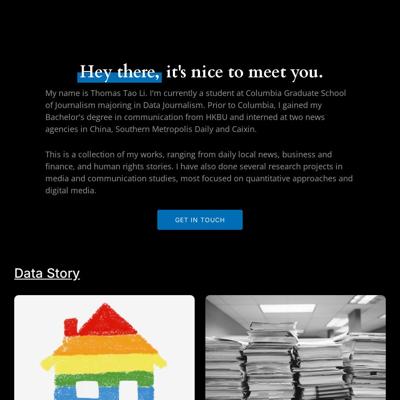 Hey there, it's nice to meet you.
My name is Thomas Tao Li. I'm currently a student at Columbia Graduate School
of Journalism majoring in Data Journalism. Prior to Columbia, I gained my
Bachelor's degree in communication from HKBU and interned at two news
agencies in China, Southern Metropolis Daily and Caixin.
This is a collection of my works, ranging from daily local news, business and
finance, and human rights stories. I have also done several research projects in
media and communication studies, most focused on quantitative approaches and
digital media.
GET IN TOUCH
Data Story